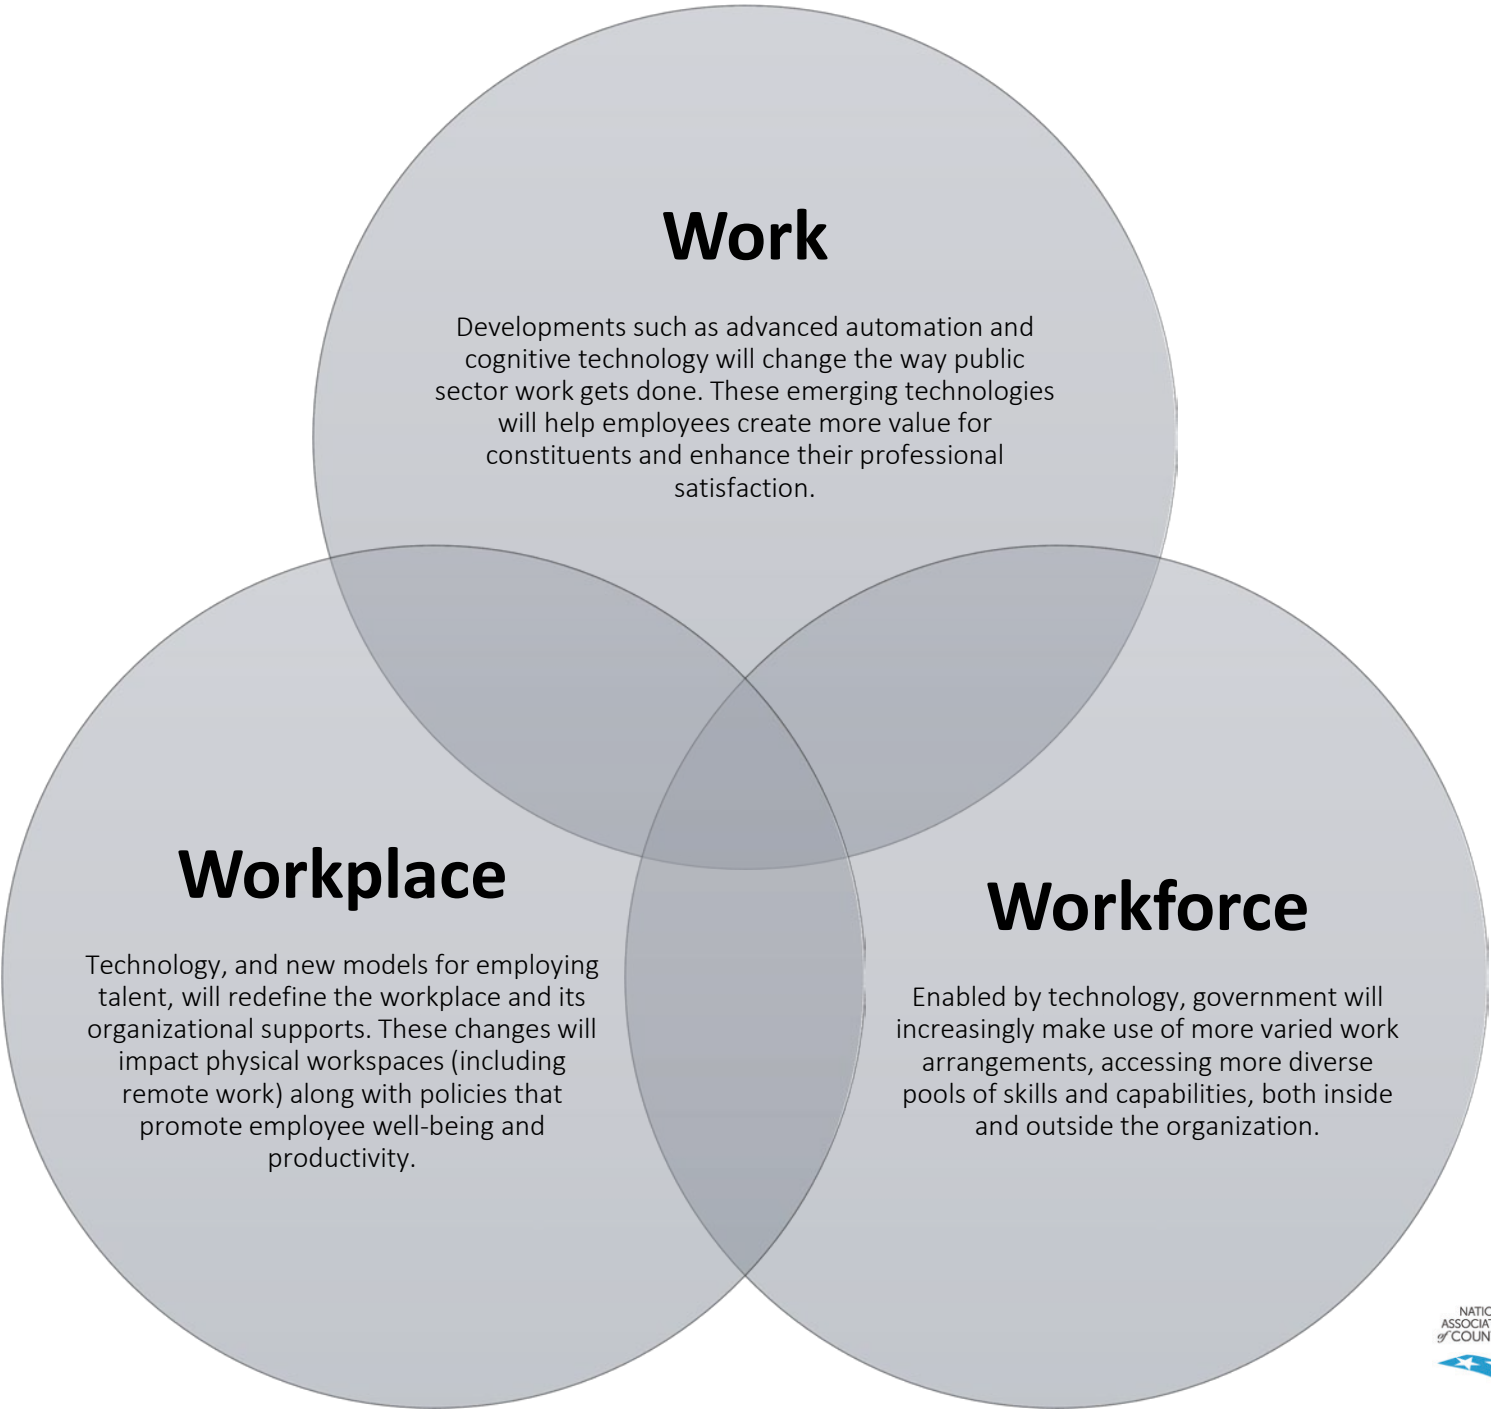 Work
Developments such as advanced automation and
cognitive technology will change the way public
sector work gets done. These emerging technologies
will help employees create more value for
constituents and enhance their professional
satisfaction.
Workplace
Technology, and new models for employing
talent, will redefine the workplace and its
organizational supports. These changes will
impact physical workspaces (including
remote work) along with policies that
promote employee well-being and
productivity.
Workforce
Enabled by technology, government will
increasingly make use of more varied work
arrangements, accessing more diverse
pools of skills and capabilities, both inside
and outside the organization.
of